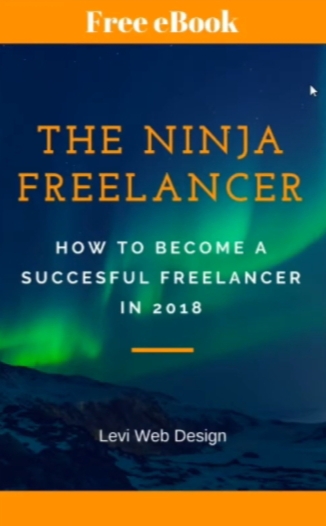 Free eBook
THE NINJA
FREELANCER
HOW TO BECOME A
SUCCESFUL FREELANCER
IN 2018
Levi Web Design